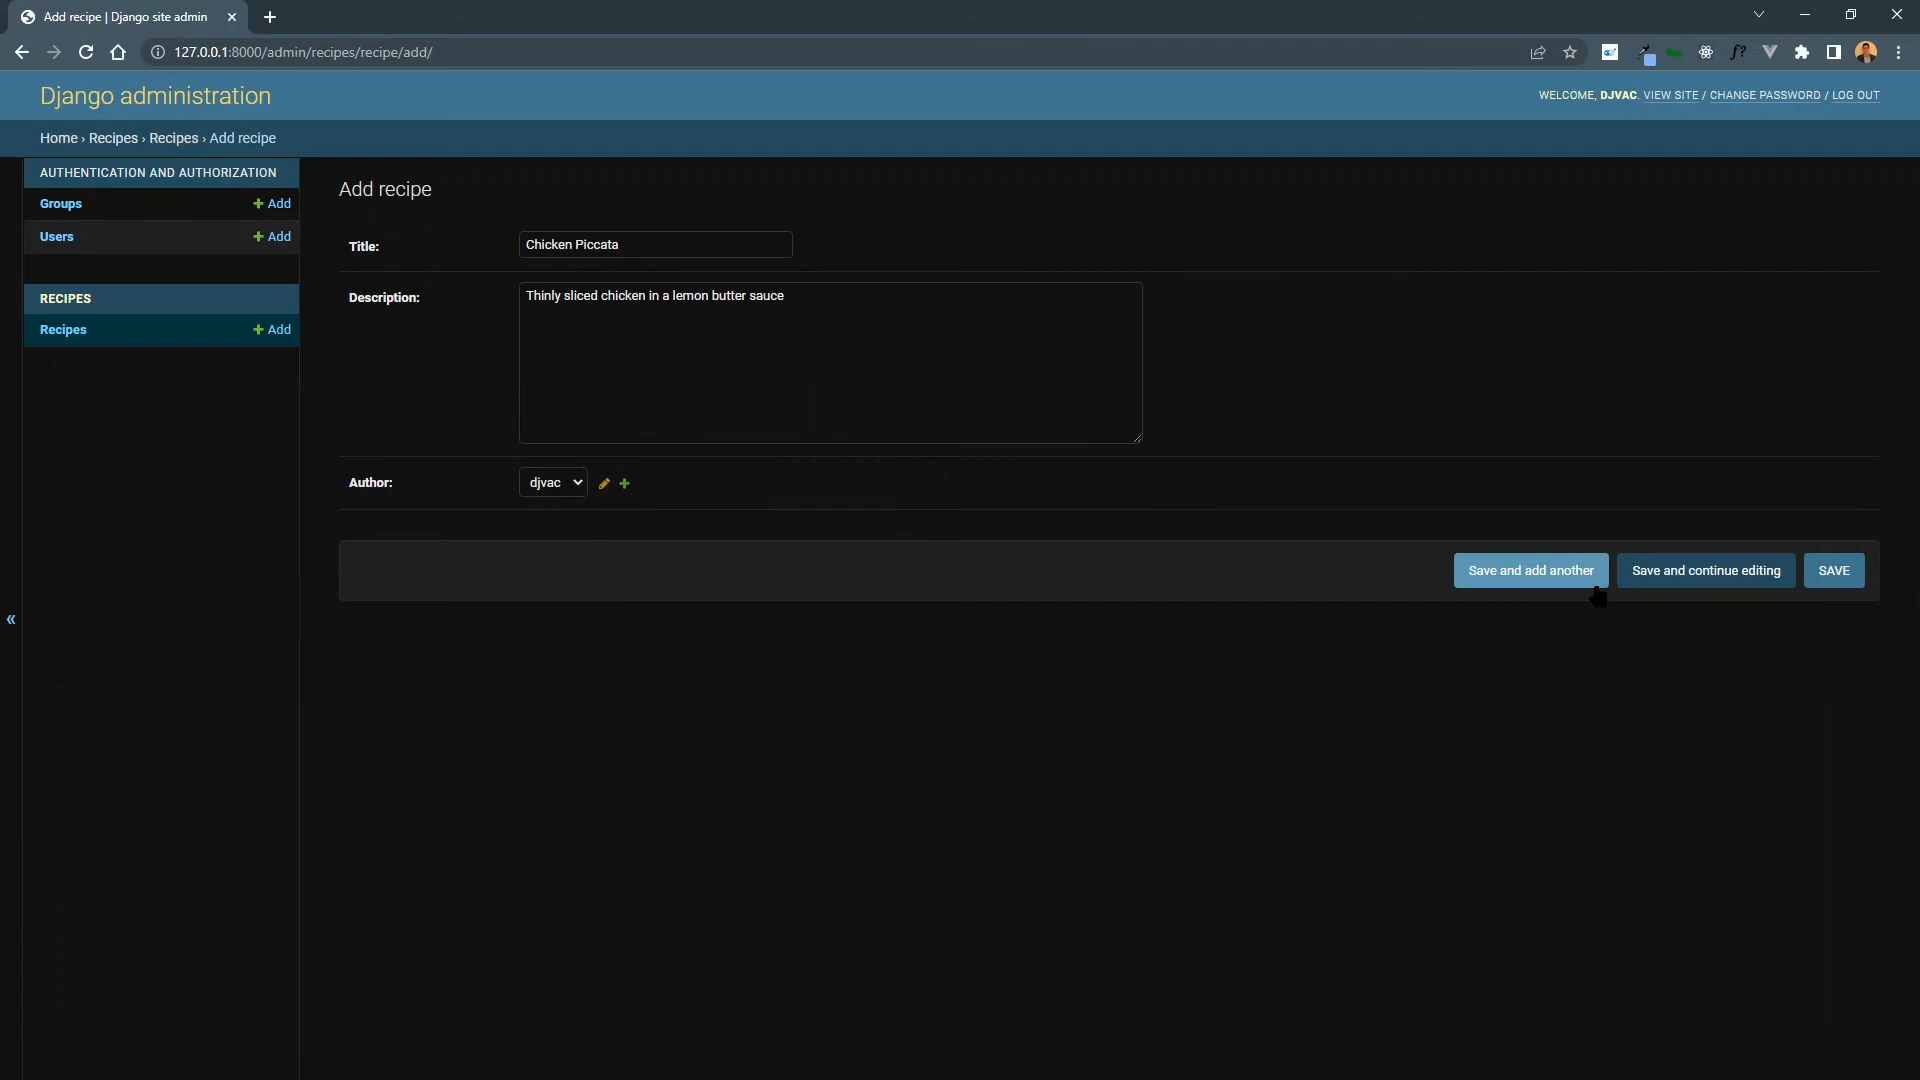 Add recipe | Django site admin
127.0.0.1:8000/admin/recipes/recipe/add/
f?
Django administration
WELCOME, DJVAC. VIEW SITE / CHANGE PASSWORD / LOG OUT
Home › Recipes › Recipes › Add recipe
AUTHENTICATION AND AUTHORIZATION
Groups + Add
Users + Add
RECIPES
Recipes + Add
Add recipe
Title: Chicken Piccata
Description: Thinly sliced chicken in a lemon butter sauce
Author: djvac
Save and add another Save and continue editing SAVE
«